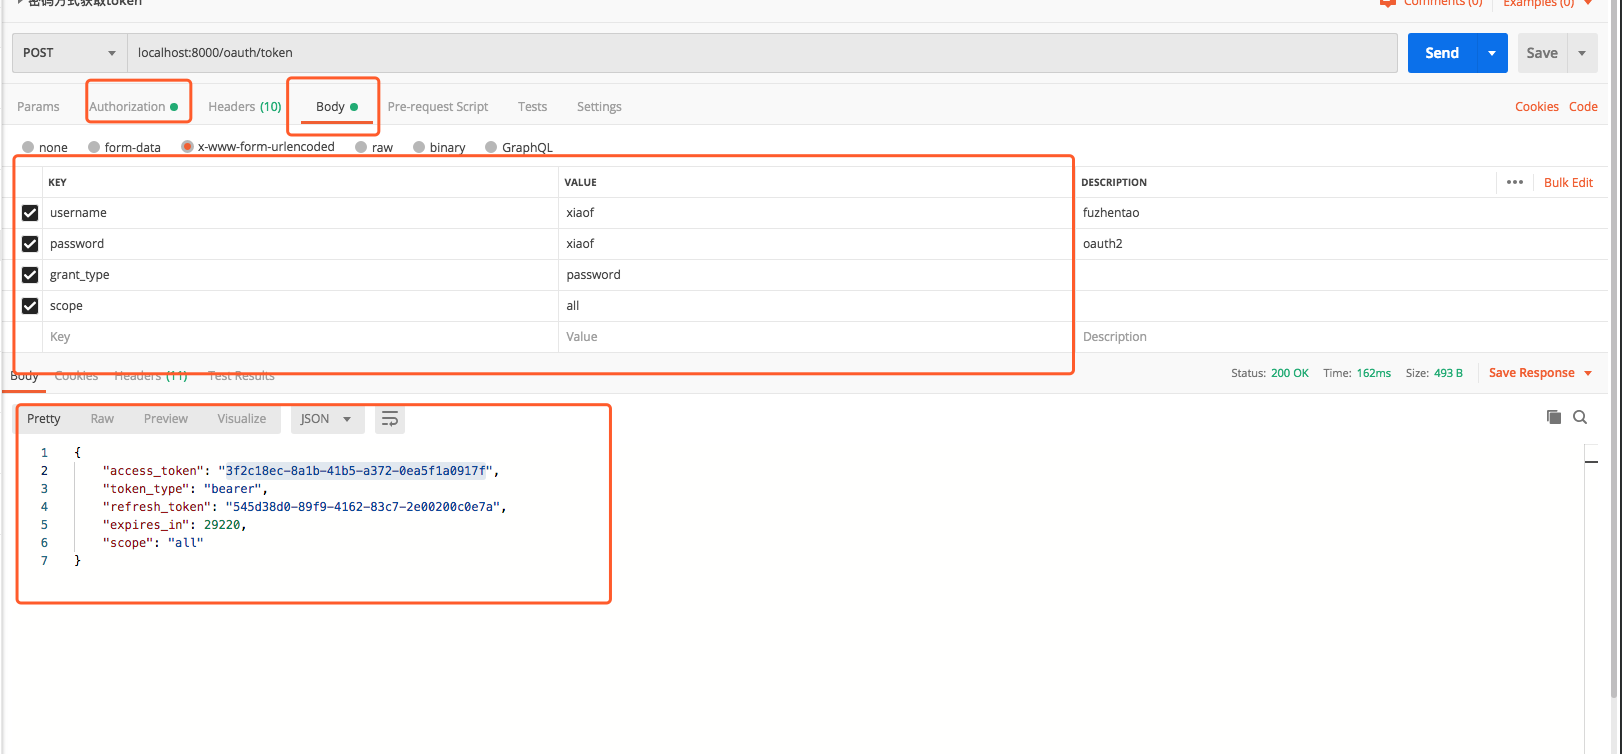 密码方式获取token Comments (0) Examples (0)
POST localhost:8000/oauth/token Send Save
Params Authorization Headers (10) Body Pre-request Script Tests Settings Cookies Code
none form-data x-www-form-urlencoded raw binary GraphQL
KEY VALUE DESCRIPTION ••• Bulk Edit
username xiaof fuzhentao
password xiaof oauth2
grant_type password
scope all
Key Value Description
Body Cookies Headers (11) Test Results Status: 200 OK Time: 162ms Size: 493 B Save Response
Pretty Raw Preview Visualize JSON
1 {
2 "access_token": "3f2c18ec-8a1b-41b5-a372-0ea5f1a0917f",
3 "token_type": "bearer",
4 "refresh_token": "545d38d0-89f9-4162-83c7-2e00200c0e7a",
5 "expires_in": 29220,
6 "scope": "all"
7 }